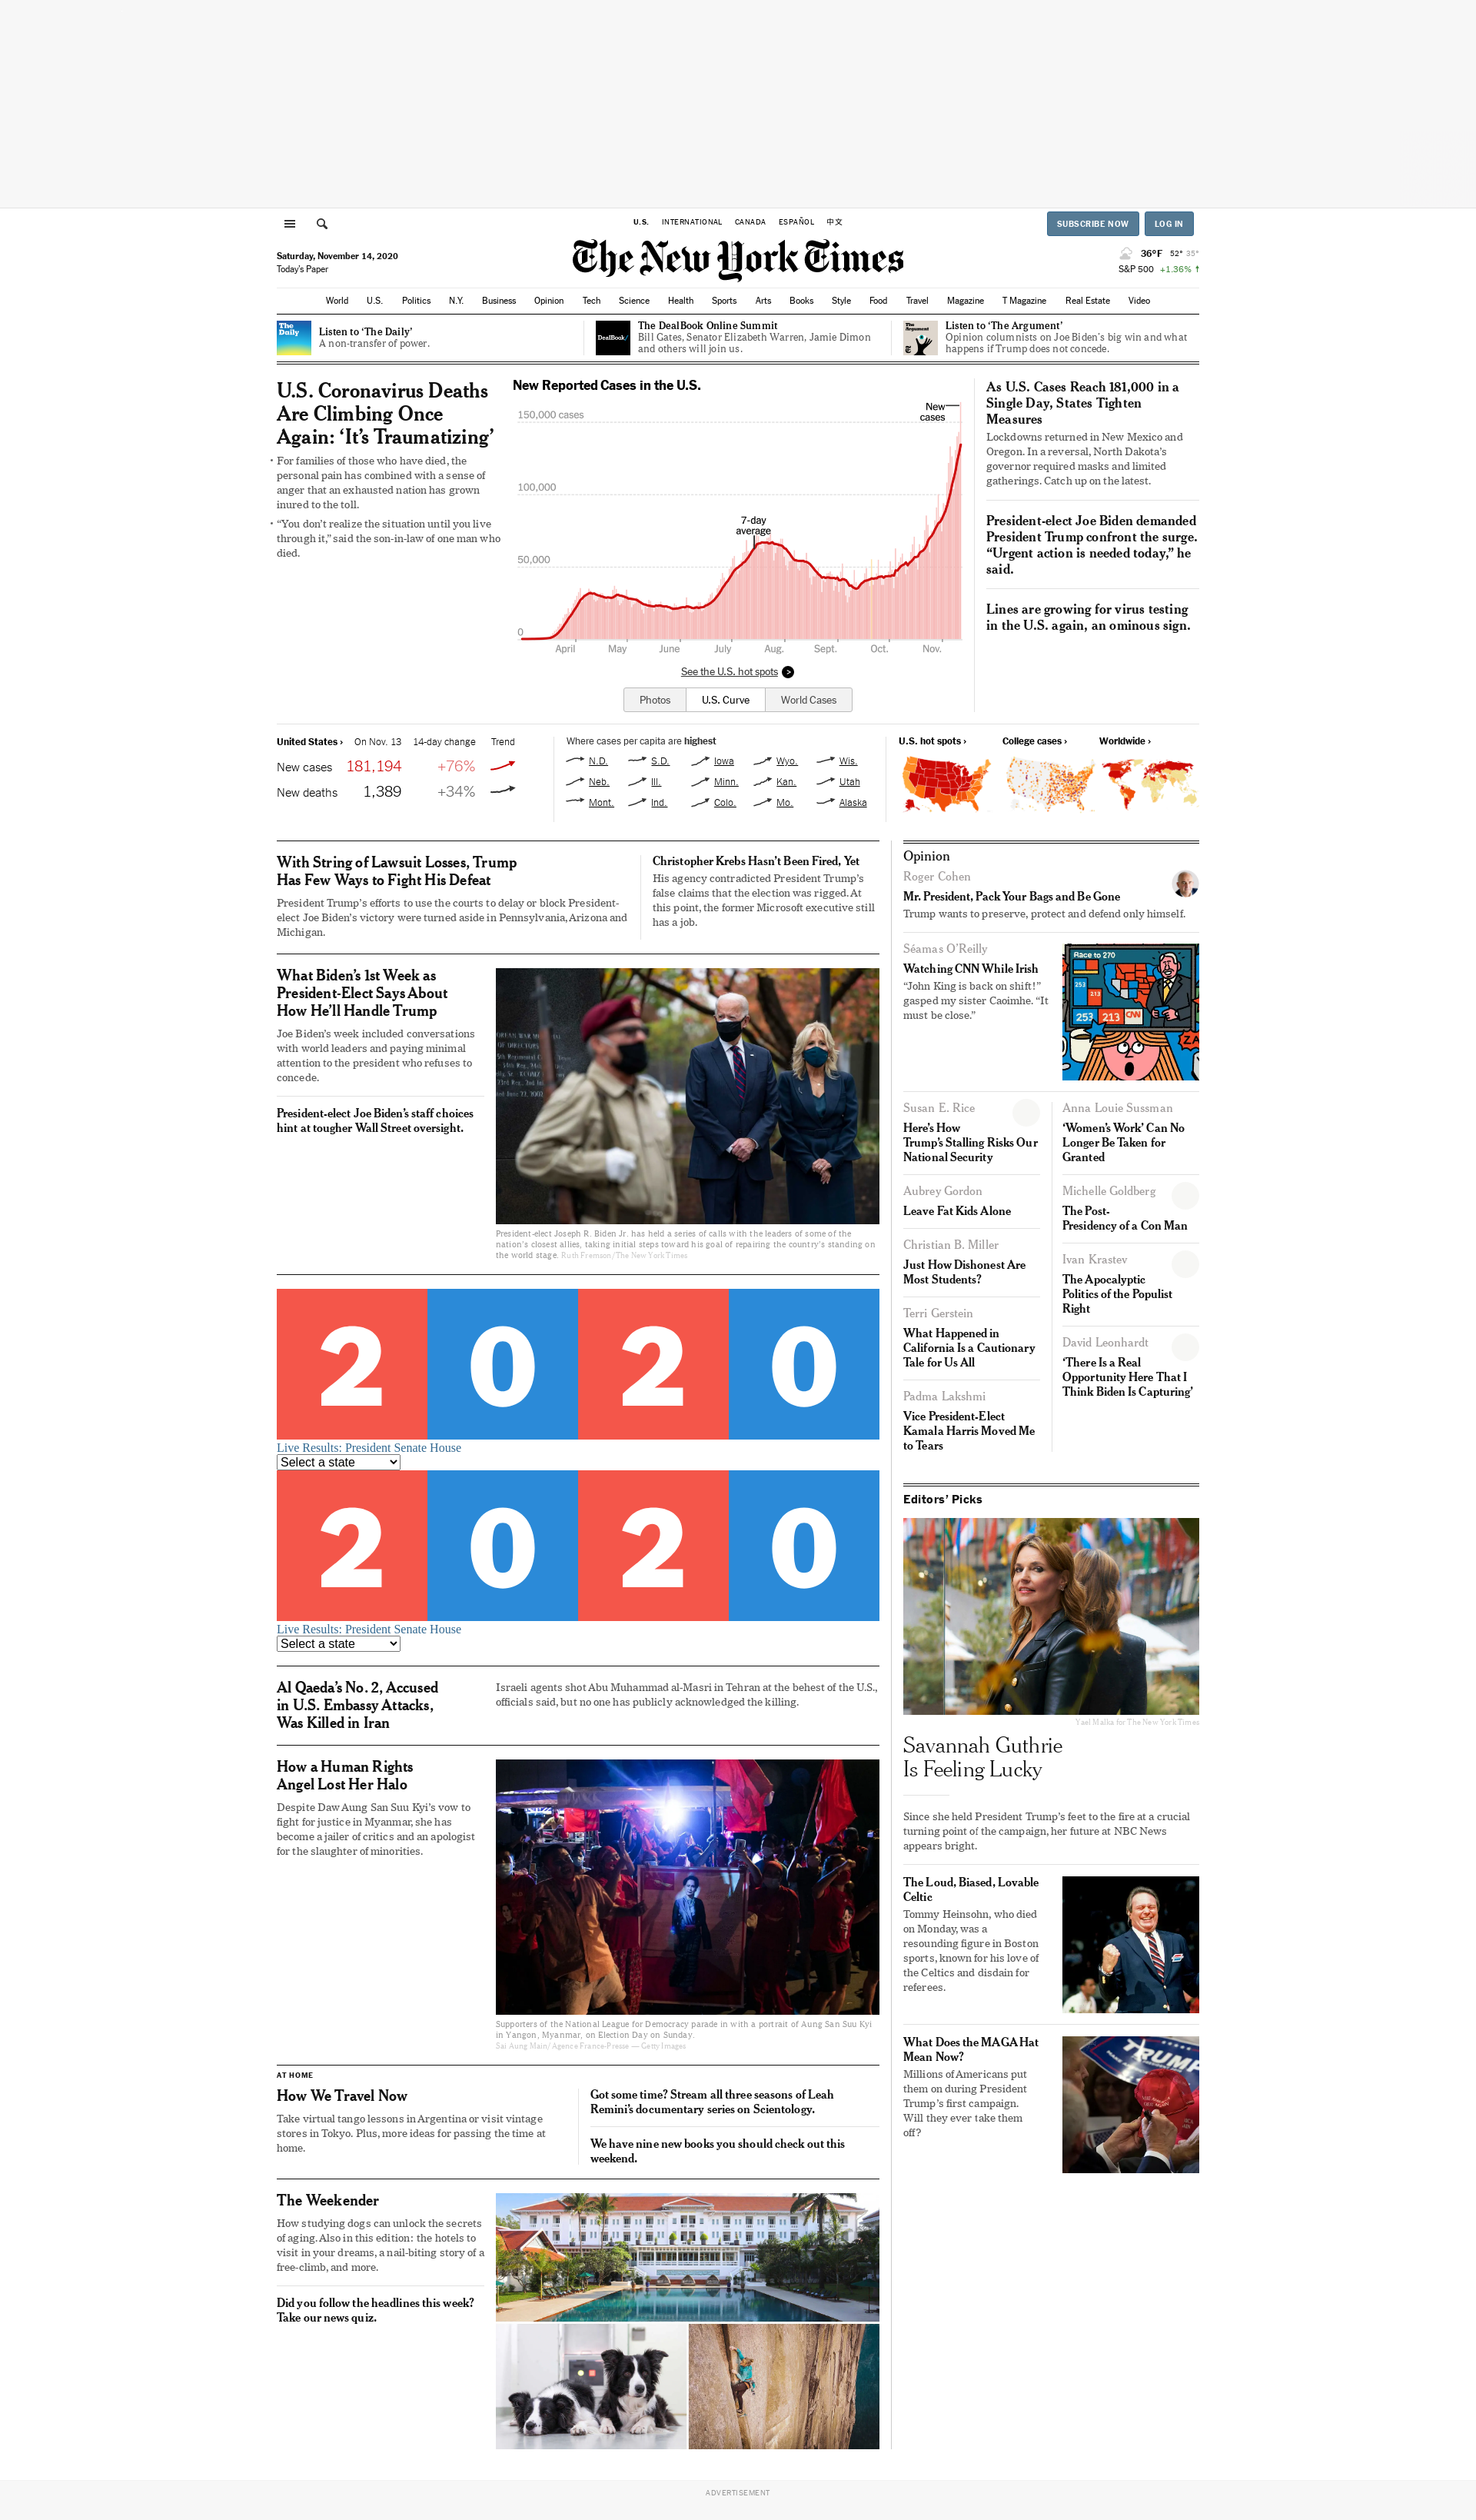 U.S. INTERNATIONAL CANADA ESPAÑOL 中文
SUBSCRIBE NOW LOG IN
The New York Times
Saturday, November 14, 2020
Today's Paper
36°F 52° 35°
S&P 500 +1.36% ↑
World U.S. Politics N.Y. Business Opinion Tech Science Health Sports Arts Books Style Food Travel Magazine T Magazine Real Estate Video
The
Daily
Listen to 'The Daily'
A non-transfer of power.
DealBook/
The DealBook Online Summit
Bill Gates, Senator Elizabeth Warren, Jamie Dimon
and others will join us.
The
Argument
Listen to 'The Argument'
Opinion columnists on Joe Biden's big win and what
happens if Trump does not concede.
U.S. Coronavirus Deaths
Are Climbing Once
Again: 'It's Traumatizing'
• For families of those who have died, the
personal pain has combined with a sense of
anger that an exhausted nation has grown
inured to the toll.
• "You don't realize the situation until you live
through it," said the son-in-law of one man who
died.
New Reported Cases in the U.S.
150,000 cases
New
cases
100,000
7-day
average
50,000
0
April May June July Aug. Sept. Oct. Nov.
See the U.S. hot spots
Photos U.S. Curve World Cases
As U.S. Cases Reach 181,000 in a
Single Day, States Tighten
Measures
Lockdowns returned in New Mexico and
Oregon. In a reversal, North Dakota's
governor required masks and limited
gatherings. Catch up on the latest.
President-elect Joe Biden demanded
President Trump confront the surge.
"Urgent action is needed today," he
said.
Lines are growing for virus testing
in the U.S. again, an ominous sign.
United States › On Nov. 13 14-day change Trend
New cases 181,194 +76%
New deaths 1,389 +34%
Where cases per capita are highest
N.D. S.D. Iowa Wyo. Wis.
Neb. Ill. Minn. Kan. Utah
Mont. Ind. Colo. Mo. Alaska
U.S. hot spots › College cases › Worldwide ›
With String of Lawsuit Losses, Trump
Has Few Ways to Fight His Defeat
President Trump's efforts to use the courts to delay or block President-
elect Joe Biden's victory were turned aside in Pennsylvania, Arizona and
Michigan.
Christopher Krebs Hasn't Been Fired, Yet
His agency contradicted President Trump's
false claims that the election was rigged. At
this point, the former Microsoft executive still
has a job.
What Biden's 1st Week as
President-Elect Says About
How He'll Handle Trump
Joe Biden's week included conversations
with world leaders and paying minimal
attention to the president who refuses to
concede.
President-elect Joe Biden's staff choices
hint at tougher Wall Street oversight.
President-elect Joseph R. Biden Jr. has held a series of calls with the leaders of some of the
nation's closest allies, taking initial steps toward his goal of repairing the country's standing on
the world stage. Ruth Fremson/The New York Times
2020
Live Results: President Senate House
Select a state
2020
Live Results: President Senate House
Select a state
Al Qaeda's No. 2, Accused
in U.S. Embassy Attacks,
Was Killed in Iran
Israeli agents shot Abu Muhammad al-Masri in Tehran at the behest of the U.S.,
officials said, but no one has publicly acknowledged the killing.
How a Human Rights
Angel Lost Her Halo
Despite Daw Aung San Suu Kyi's vow to
fight for justice in Myanmar, she has
become a jailer of critics and an apologist
for the slaughter of minorities.
Supporters of the National League for Democracy parade in with a portrait of Aung San Suu Kyi
in Yangon, Myanmar, on Election Day on Sunday.
Sai Aung Main/Agence France-Presse — Getty Images
AT HOME
How We Travel Now
Take virtual tango lessons in Argentina or visit vintage
stores in Tokyo. Plus, more ideas for passing the time at
home.
Got some time? Stream all three seasons of Leah
Remini's documentary series on Scientology.
We have nine new books you should check out this
weekend.
The Weekender
How studying dogs can unlock the secrets
of aging. Also in this edition: the hotels to
visit in your dreams, a nail-biting story of a
free-climb, and more.
Did you follow the headlines this week?
Take our news quiz.
Opinion
Roger Cohen
Mr. President, Pack Your Bags and Be Gone
Trump wants to preserve, protect and defend only himself.
Séamas O'Reilly
Watching CNN While Irish
"John King is back on shift!"
gasped my sister Caoimhe. "It
must be close."
Race to 270
253
213
253 213 CNN
ZA
Susan E. Rice
Here's How
Trump's Stalling Risks Our
National Security
Aubrey Gordon
Leave Fat Kids Alone
Christian B. Miller
Just How Dishonest Are
Most Students?
Terri Gerstein
What Happened in
California Is a Cautionary
Tale for Us All
Padma Lakshmi
Vice President-Elect
Kamala Harris Moved Me
to Tears
Anna Louie Sussman
'Women's Work' Can No
Longer Be Taken for
Granted
Michelle Goldberg
The Post-
Presidency of a Con Man
Ivan Krastev
The Apocalyptic
Politics of the Populist
Right
David Leonhardt
'There Is a Real
Opportunity Here That I
Think Biden Is Capturing'
Editors' Picks
Yael Malka for The New York Times
Savannah Guthrie
Is Feeling Lucky
Since she held President Trump's feet to the fire at a crucial
turning point of the campaign, her future at NBC News
appears bright.
The Loud, Biased, Lovable
Celtic
Tommy Heinsohn, who died
on Monday, was a
resounding figure in Boston
sports, known for his love of
the Celtics and disdain for
referees.
What Does the MAGA Hat
Mean Now?
Millions of Americans put
them on during President
Trump's first campaign.
Will they ever take them
off?
TRUMP
ADVERTISEMENT